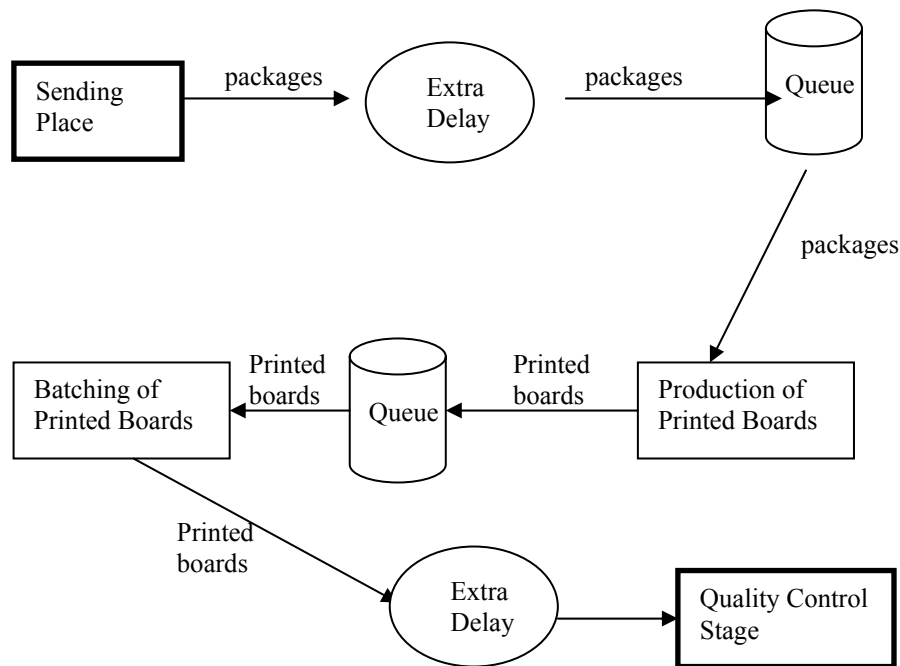 packages
packages
Sending
Place
Extra
Delay
Queue
packages
Batching of
Printed Boards
Printed
boards
Queue
Printed
boards
Production of
Printed Boards
Printed
boards
Extra
Delay
Quality Control
Stage